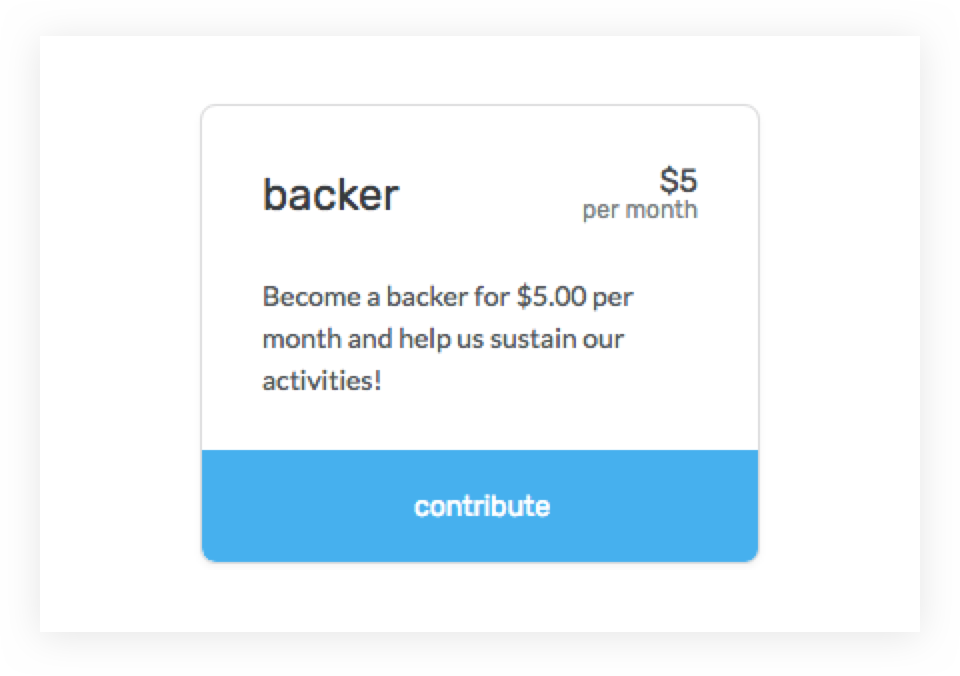 backer
$5
per month
Become a backer for $5.00 per
month and help us sustain our
activities!
contribute